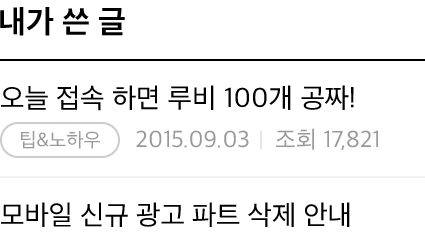 내가 쓴 글
오늘 접속 하면 루비 100개 공짜!
팁&노하우 2015.09.03 조회 17,821
모바일 신규 광고 파트 삭제 안내